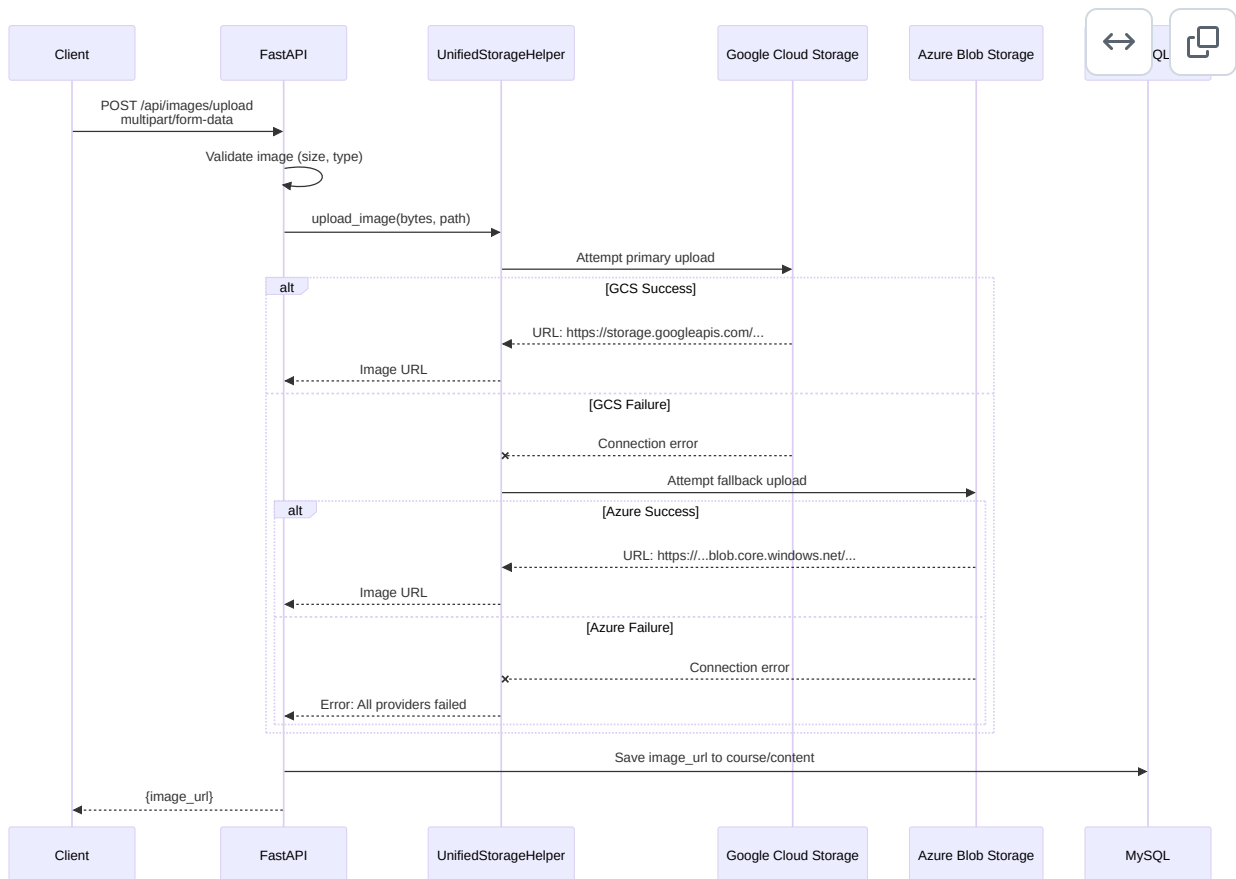 Client
FastAPI
UnifiedStorageHelper
Google Cloud Storage
Azure Blob Storage
QL
POST /api/images/upload
multipart/form-data
Validate image (size, type)
upload_image(bytes, path)
Attempt primary upload
alt
[GCS Success]
URL: https://storage.googleapis.com/...
Image URL
[GCS Failure]
Connection error
Attempt fallback upload
alt
[Azure Success]
URL: https://...blob.core.windows.net/...
Image URL
[Azure Failure]
Connection error
Error: All providers failed
Save image_url to course/content
{image_url}
Client
FastAPI
UnifiedStorageHelper
Google Cloud Storage
Azure Blob Storage
MySQL